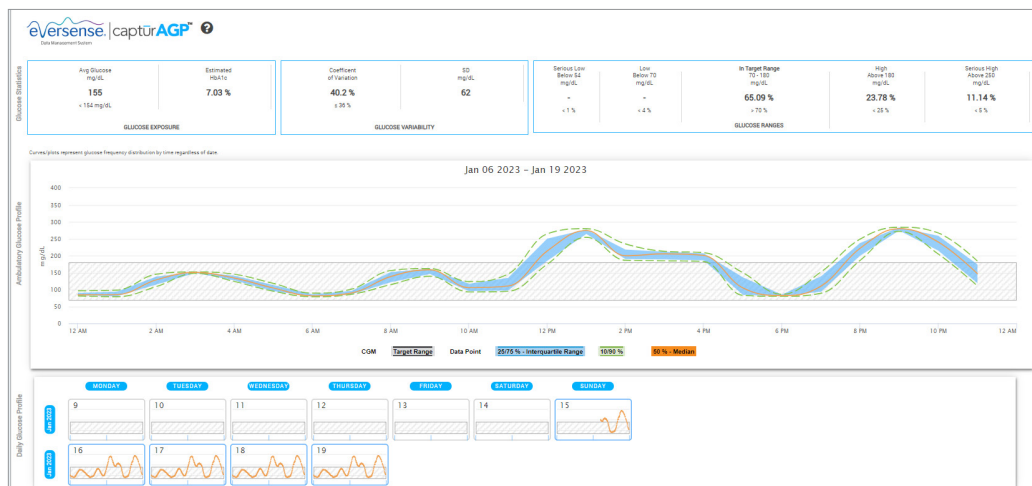 eversense. | captürAGP™ ?
Data Management System
Glucose Statistics
Avg Glucose
mg/dL
155
< 154 mg/dL
Estimated
HbA1c
7.03 %
GLUCOSE EXPOSURE
Coefficent
of Variation
40.2 %
≤ 36 %
SD
mg/dL
62
GLUCOSE VARIABILITY
Serious Low
Below 54
mg/dL
-
< 1 %
Low
Below 70
mg/dL
-
< 4 %
In Target Range
70 - 180
mg/dL
65.09 %
> 70 %
High
Above 180
mg/dL
23.78 %
< 25 %
Serious High
Above 250
mg/dL
11.14 %
< 5 %
GLUCOSE RANGES
Curves/plots represent glucose frequency distribution by time regardless of date.
Jan 06 2023 - Jan 19 2023
Ambulatory Glucose Profile
mg/dL
400
350
300
250
200
150
100
50
0
12 AM 2 AM 4 AM 6 AM 8 AM 10 AM 12 PM 2 PM 4 PM 6 PM 8 PM 10 PM 12 AM
CGM Target Range Data Point 25/75 % - Interquartile Range 10/90 % 50 % - Median
Daily Glucose Profile
MONDAY TUESDAY WEDNESDAY THURSDAY FRIDAY SATURDAY SUNDAY
Jan 2023
9 10 11 12 13 14 15
Jan 2023
16 17 18 19